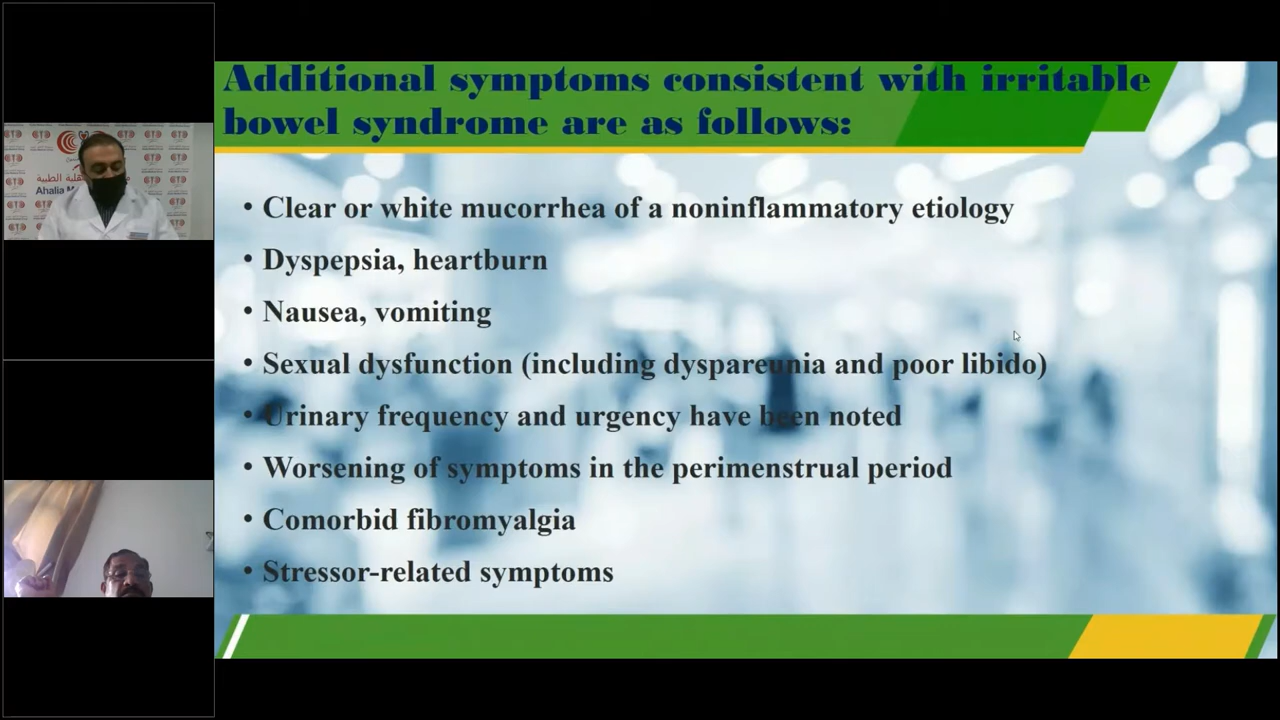 Additional symptoms consistent with irritable
bowel syndrome are as follows:
• Clear or white mucorrhea of a noninflammatory etiology
• Dyspepsia, heartburn
• Nausea, vomiting
• Sexual dysfunction (including dyspareunia and poor libido)
• Urinary frequency and urgency have been noted
• Worsening of symptoms in the perimenstrual period
• Comorbid fibromyalgia
• Stressor-related symptoms
الطبية
Ahalia